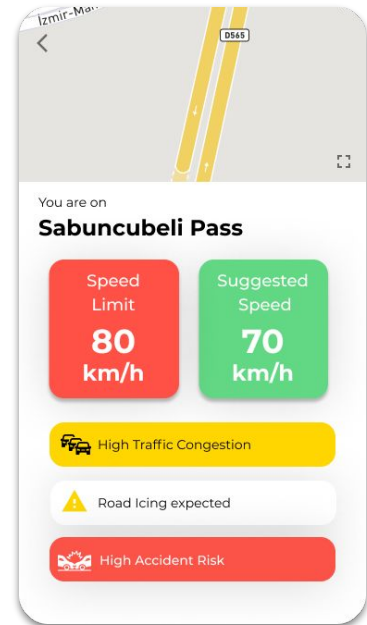 D565
You are on
Sabuncubeli Pass
Speed
Limit
80
km/h
Suggested
Speed
70
km/h
High Traffic Congestion
Road Icing expected
High Accident Risk